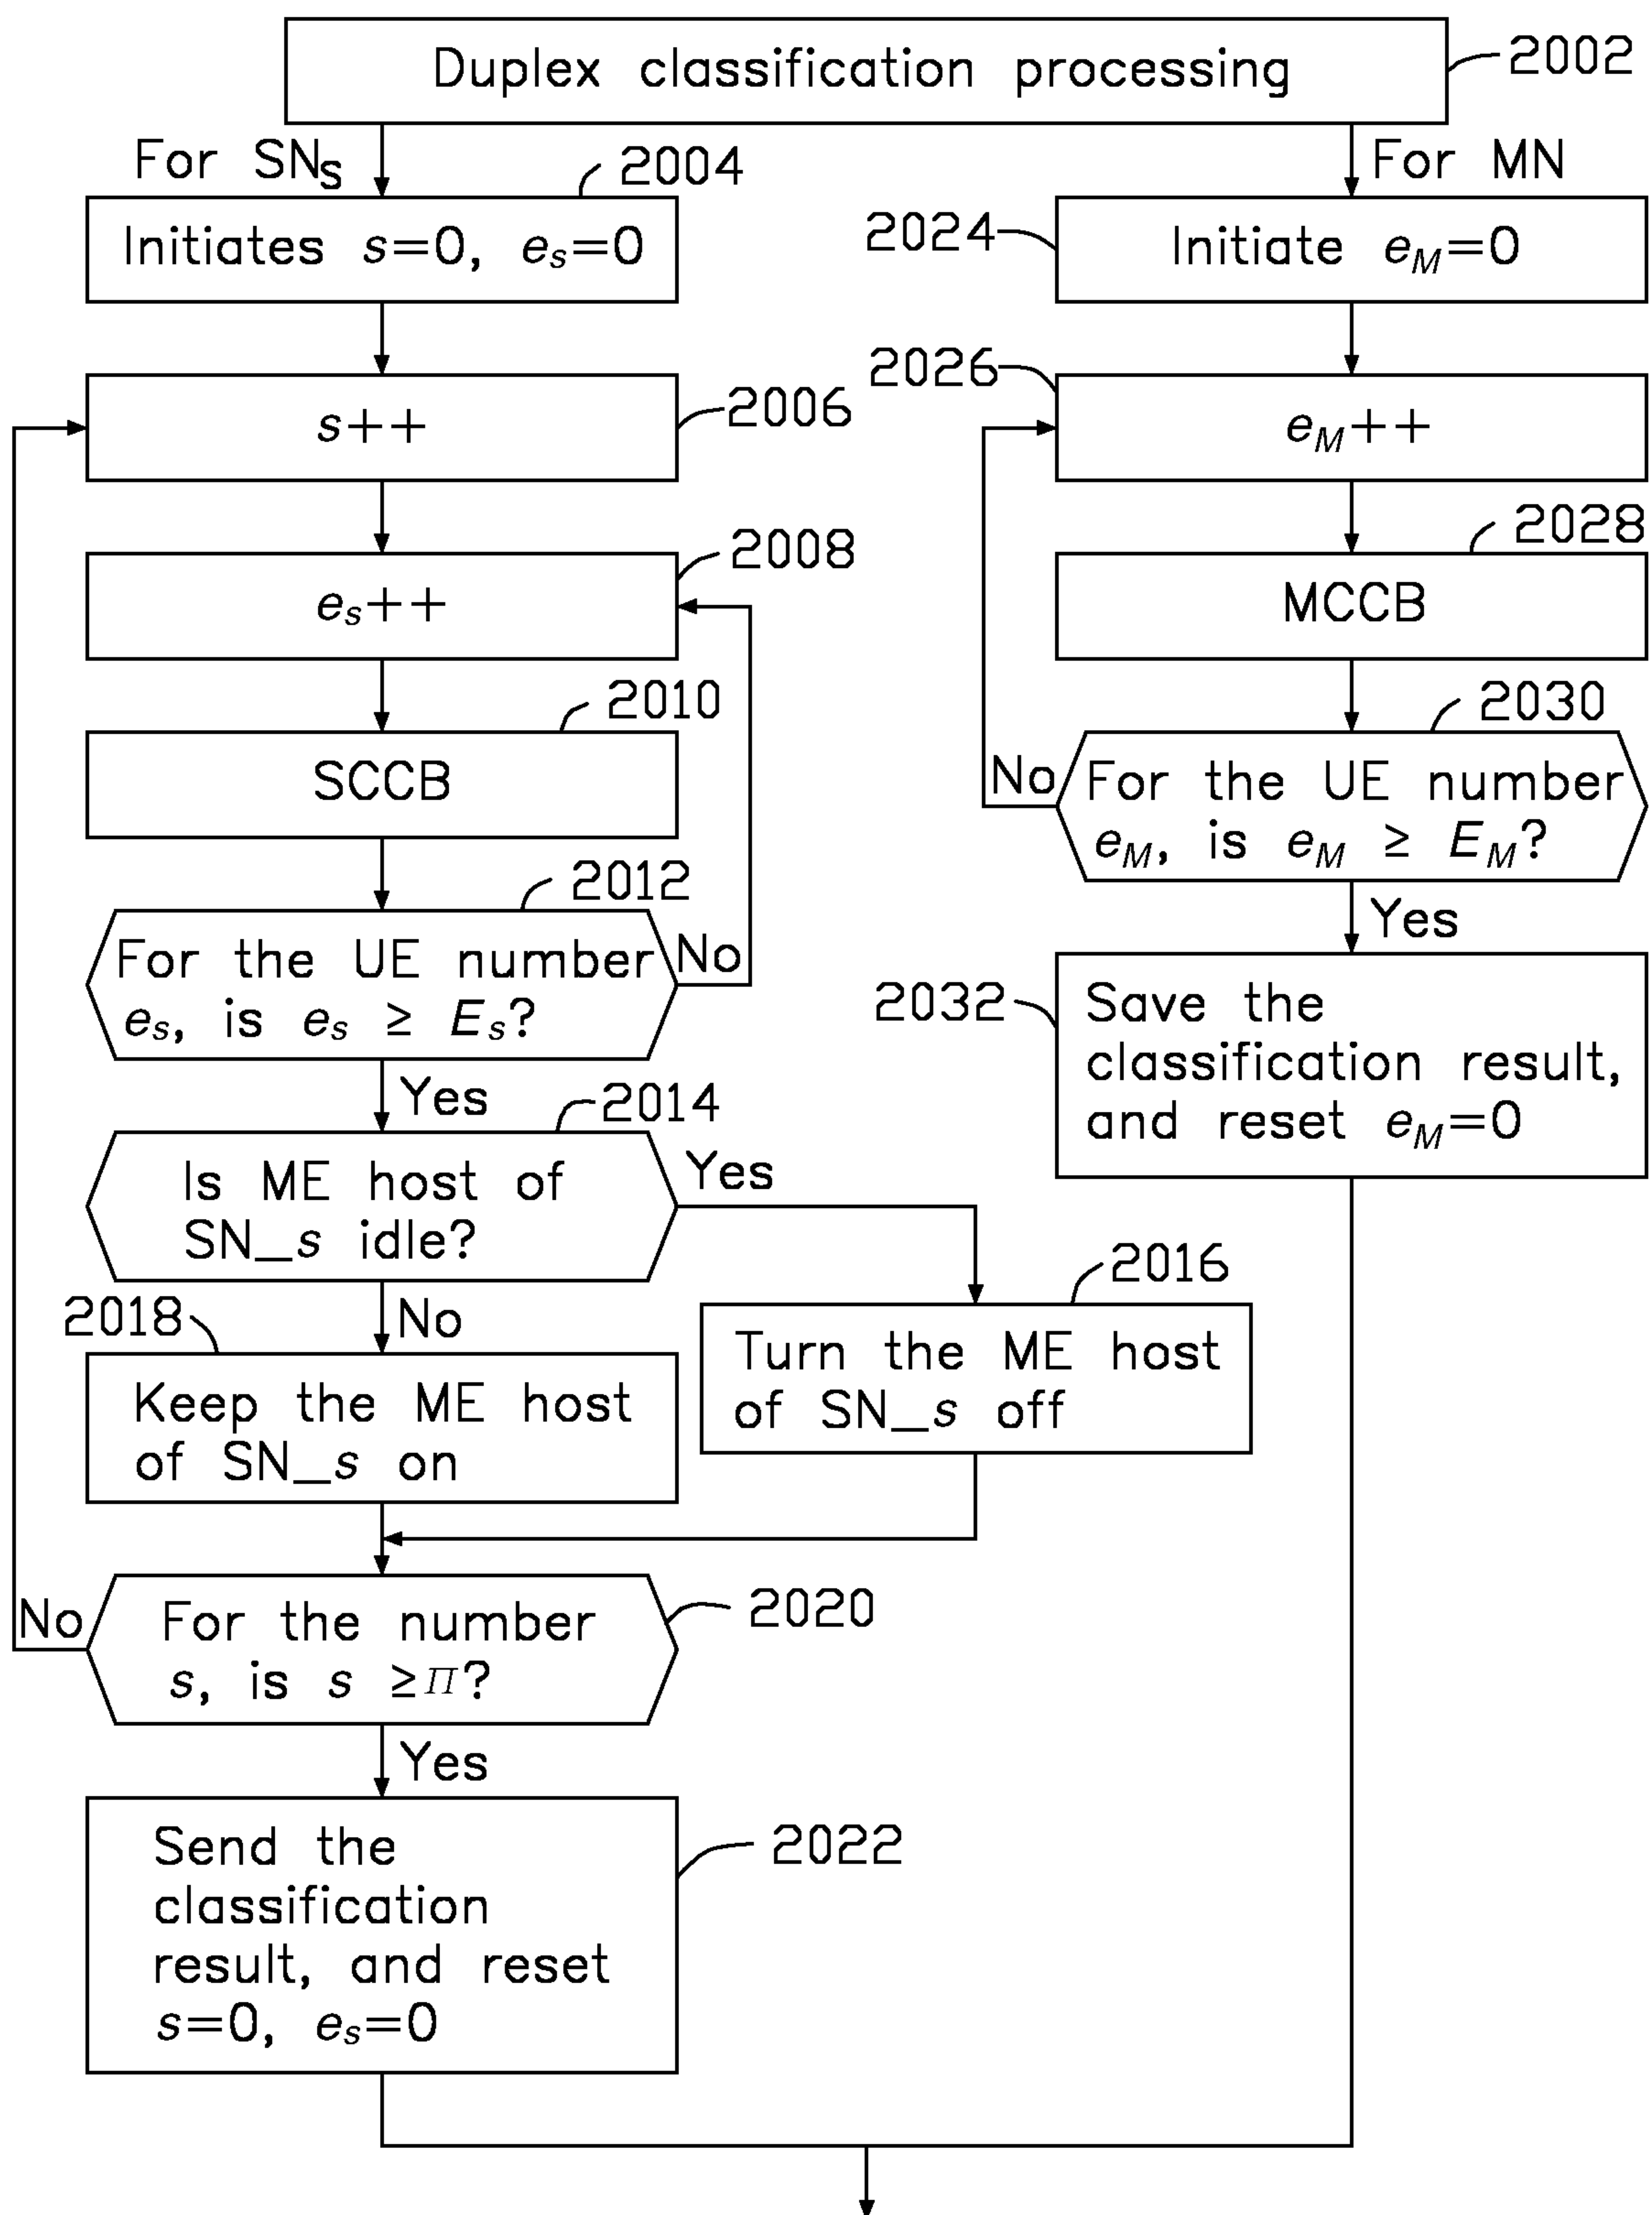 Duplex classification processing
2002
For SNs
2004
Initiates s=0, es=0
s++
2006
es++
2008
2010
SCCB
2012
For the UE number
es, is es ≥ Es?
No
Yes
2014
Is ME host of
SN_s idle?
Yes
No
2016
Turn the ME host
of SN_s off
2018
Keep the ME host
of SN_s on
For the number
s, is s ≥Π?
2020
No
Yes
Send the
classification
result, and reset
s=0, es=0
2022
For MN
2024
Initiate eM=0
2026
eM++
2028
MCCB
2030
For the UE number
eM, is eM ≥ EM?
No
Yes
2032
Save the
classification result,
and reset eM=0